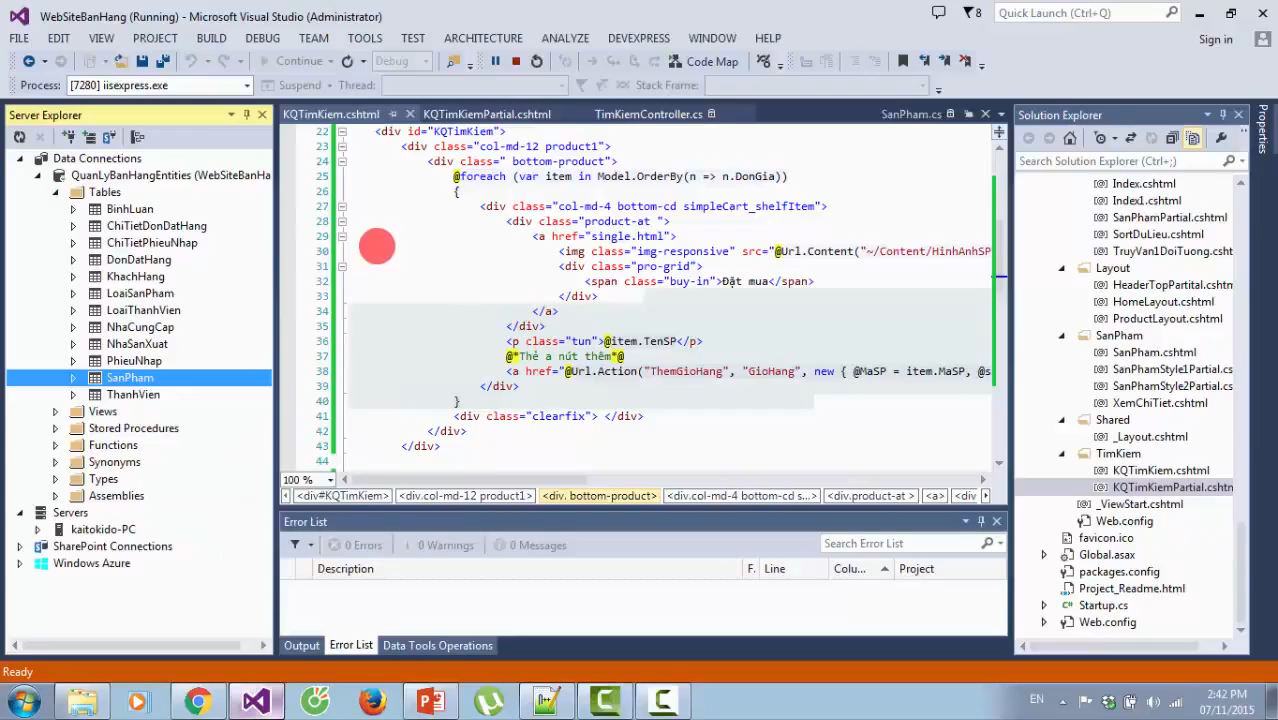 WebSiteBanHang (Running) - Microsoft Visual Studio (Administrator)
8
Quick Launch (Ctrl+Q)
FILE EDIT VIEW PROJECT BUILD DEBUG TEAM TOOLS TEST ARCHITECTURE ANALYZE DEVEXPRESS WINDOW HELP
Sign in
Continue Debug Code Map
Process: [7280] iisexpress.exe Suspend Thread: Stack Frame:
Server Explorer
Data Connections
QuanLyBanHangEntities (WebSiteBanHa
Tables
BinhLuan
ChiTietDonDatHang
ChiTietPhieuNhap
DonDatHang
KhachHang
LoaiSanPham
LoaiThanhVien
NhaCungCap
NhaSanXuat
PhieuNhap
SanPham
ThanhVien
Views
Stored Procedures
Functions
Synonyms
Types
Assemblies
Servers
kaitokido-PC
SharePoint Connections
Windows Azure
KQTimKiem.cshtml KQTimKiemPartial.cshtml TimKiemController.cs SanPham.cs
22 <div id="KQTimKiem">
23 <div class="col-md-12 product1">
24 <div class=" bottom-product">
25 @foreach (var item in Model.OrderBy(n => n.DonGia))
26 {
27 <div class="col-md-4 bottom-cd simpleCart_shelfItem">
28 <div class="product-at ">
29 <a href="single.html">
30 <img class="img-responsive" src="@Url.Content("~/Content/HinhAnhSP
31 <div class="pro-grid">
32 <span class="buy-in">Đặt mua</span>
33 </div>
34 </a>
35 </div>
36 <p class="tun">@item.TenSP</p>
37 @*Thẻ a nút thêm*@
38 <a href="@Url.Action("ThemGioHang", "GioHang", new { @MaSP = item.MaSP, @s
39 </div>
40 }
41 <div class="clearfix"> </div>
42 </div>
43 </div>
44
100 %
<div#KQTimKiem> <div.col-md-12 product1> <div. bottom-product> <div.col-md-4 bottom-cd s...> <div.product-at > <a> <div
Error List
0 Errors 0 Warnings 0 Messages Search Error List
Description F. Line Colu... Project
Output Error List Data Tools Operations
Solution Explorer
Search Solution Explorer (Ctrl+;)
Index.cshtml
SanPhamPartial.cshtml
SortDuLieu.cshtml
TruyVan1DoiTuong.cshtml
Layout
HeaderTopPartital.cshtml
HomeLayout.cshtml
ProductLayout.cshtml
SanPham
SanPham.cshtml
SanPhamStyle1Partial.cshtml
SanPhamStyle2Partial.cshtml
XemChiTiet.cshtml
Shared
_Layout.cshtml
TimKiem
KQTimKiem.cshtml
KQTimKiemPartial.cshtn
_ViewStart.cshtml
Web.config
favicon.ico
Global.asax
packages.config
Project_Readme.html
Startup.cs
Web.config
Properties
Ready
EN
2:42 PM
07/11/2015